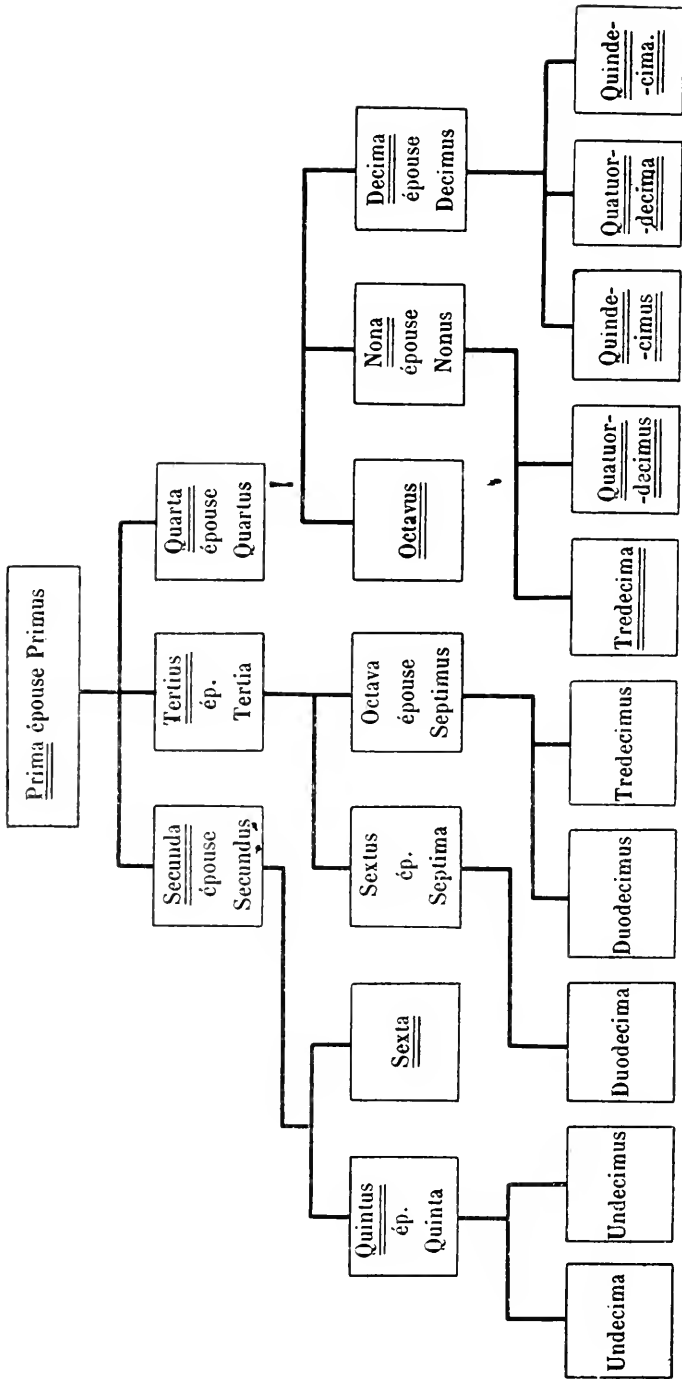 Prima épouse Primus
Secunda
épouse
Secundus
Tertius
ép.
Tertia
Quarta
épouse
Quartus
Quintus
ép.
Quinta
Sexta
Sextus
ép.
Septima
Octava
épouse
Septimus
Octavus
Nona
épouse
Nonus
Decima
épouse
Decimus
Undecima
Undecimus
Duodecima
Duodecimus
Tredecimus
Tredecima
Quatuor-
-decimus
Quinde-
-cimus
Quatuor-
-decima
Quinde-
-cima.